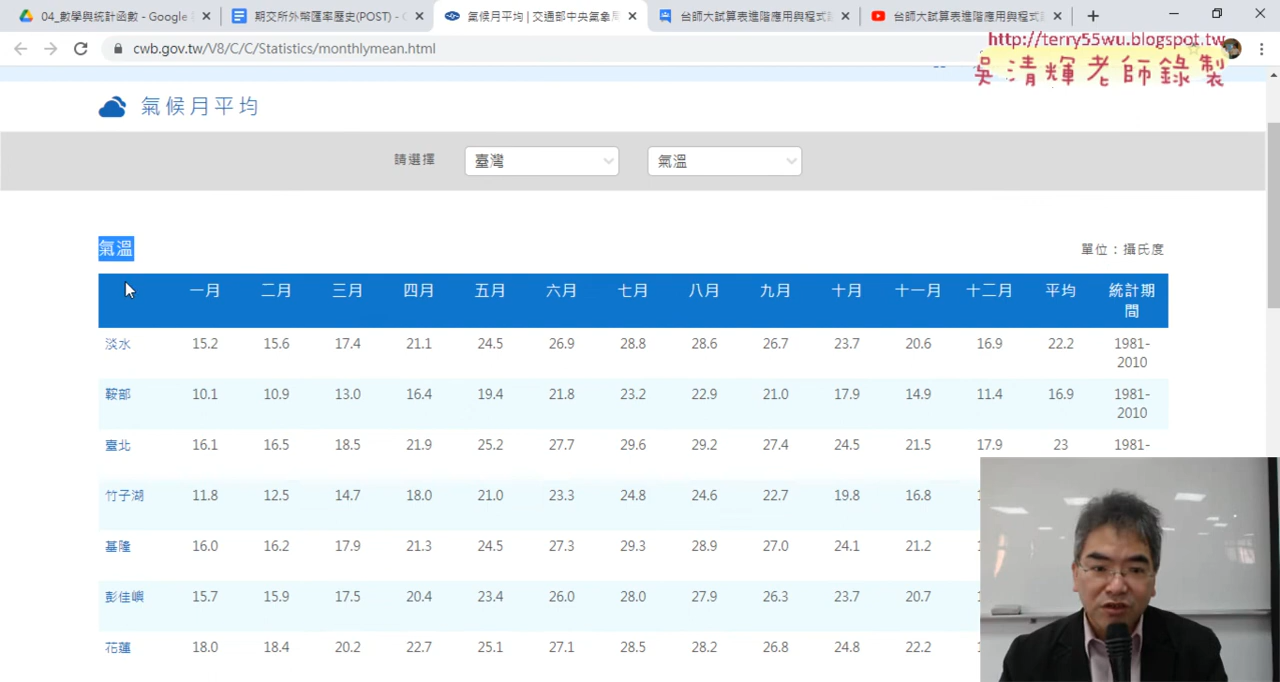 04_數學與統計函數 - Google
期交所外幣匯率歷史(POST) - G
氣候月平均 | 交通部中央氣象局
台師大試算表進階應用與程式設
台師大試算表進階應用與程式設
cwb.gov.tw/V8/C/C/Statistics/monthlymean.html
http://terry55wu.blogspot.tw
吳清輝老師錄製
氣候月平均
請選擇 臺灣 氣溫
氣溫 單位：攝氏度
一月 二月 三月 四月 五月 六月 七月 八月 九月 十月 十一月 十二月 平均 統計期間
淡水 15.2 15.6 17.4 21.1 24.5 26.9 28.8 28.6 26.7 23.7 20.6 16.9 22.2 1981-2010
鞍部 10.1 10.9 13.0 16.4 19.4 21.8 23.2 22.9 21.0 17.9 14.9 11.4 16.9 1981-2010
臺北 16.1 16.5 18.5 21.9 25.2 27.7 29.6 29.2 27.4 24.5 21.5 17.9 23 1981-
竹子湖 11.8 12.5 14.7 18.0 21.0 23.3 24.8 24.6 22.7 19.8 16.8
基隆 16.0 16.2 17.9 21.3 24.5 27.3 29.3 28.9 27.0 24.1 21.2
彭佳嶼 15.7 15.9 17.5 20.4 23.4 26.0 28.0 27.9 26.3 23.7 20.7
花蓮 18.0 18.4 20.2 22.7 25.1 27.1 28.5 28.2 26.8 24.8 22.2